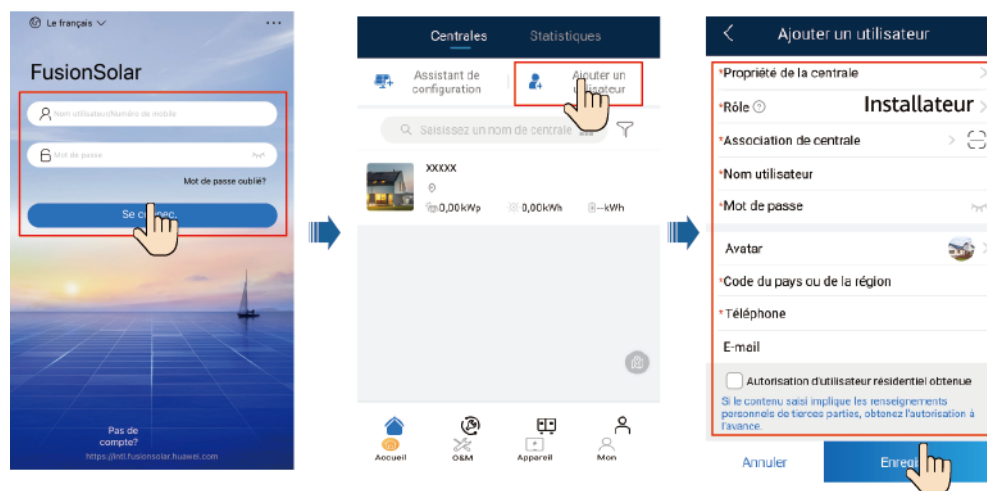 Le français
FusionSolar
Nom utilisateur/Numéro de mobile
Mot de passe
Mot de passe oublié?
Pas de
compte?
https://intl.fusionsolar.huawei.com
Centrales
Statistiques
Assistant de
configuration
Ajouter un
utilisateur
Saisissez un nom de centrale
xxxxx
0,00kWp
0,00kWh
--kWh
Accueil
O&M
Appareil
Mon
Ajouter un utilisateur
*Propriété de la centrale
*Rôle
Installateur
*Association de centrale
*Nom utilisateur
*Mot de passe
Avatar
*Code du pays ou de la région
*Téléphone
E-mail
Autorisation d'utilisateur résidentiel obtenue
Si le contenu saisi implique les renseignements
personnels de tierces parties, obtenez l'autorisation à
l'avance.
Annuler